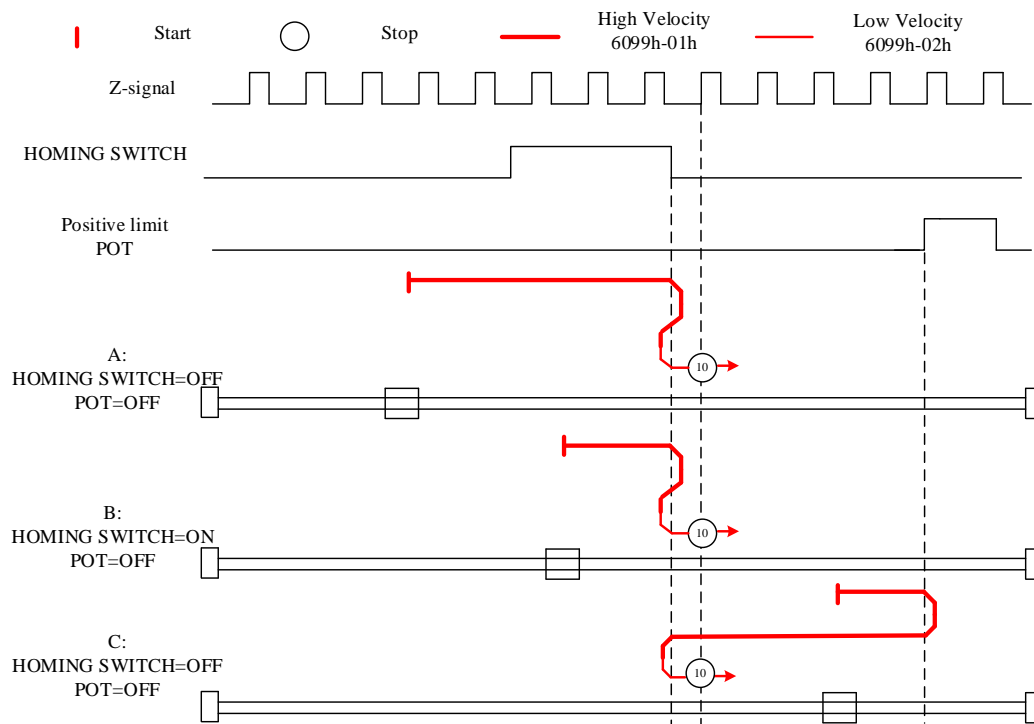 Start
Stop
High Velocity
6099h-01h
Low Velocity
6099h-02h
Z-signal
HOMING SWITCH
Positive limit
POT
A:
HOMING SWITCH=OFF
POT=OFF
10
B:
HOMING SWITCH=ON
POT=OFF
10
C:
HOMING SWITCH=OFF
POT=OFF
10